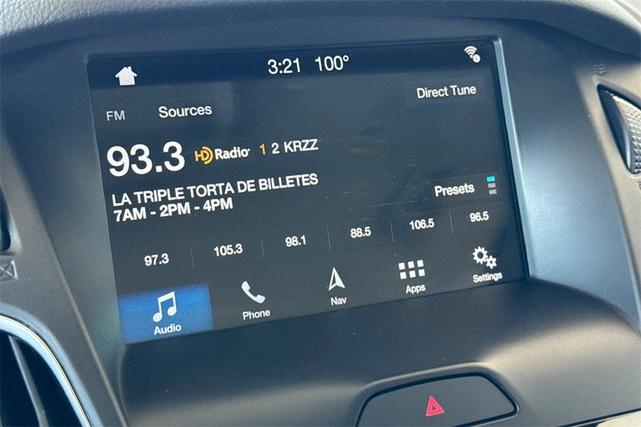 3:21 100°
FM Sources Direct Tune
93.3 HD Radio 1 2 KRZZ
LA TRIPLE TORTA DE BILLETES
7AM - 2PM - 4PM
Presets
97.3 105.3 98.1 88.5 106.5 96.5
Audio Phone Nav Apps Settings